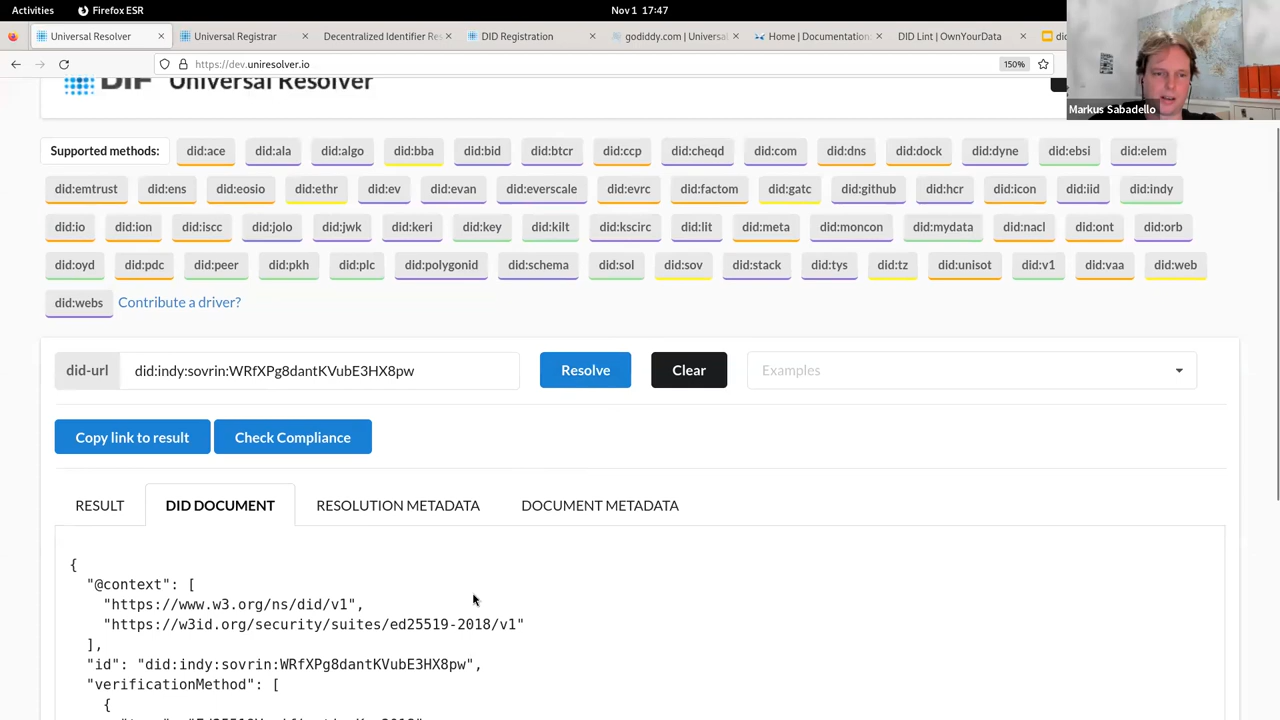 Activities
Firefox ESR
Nov 1 17:47
Universal Resolver
Universal Registrar
Decentralized Identifier Res
DID Registration
godiddy.com | Universal
Home | Documentation
DID Lint | OwnYourData
did
https://dev.uniresolver.io
150%
Markus Sabadello
DIF Universal Resolver
Supported methods: did:ace did:ala did:algo did:bba did:bid did:btcr did:ccp did:cheqd did:com did:dns did:dock did:dyne did:ebsi did:elem
did:emtrust did:ens did:eosio did:ethr did:ev did:evan did:everscale did:evrc did:factom did:gatc did:github did:hcr did:icon did:iid did:indy
did:io did:ion did:iscc did:jolo did:jwk did:keri did:key did:kilt did:kscirc did:lit did:meta did:moncon did:mydata did:nacl did:ont did:orb
did:oyd did:pdc did:peer did:pkh did:plc did:polygonid did:schema did:sol did:sov did:stack did:tys did:tz did:unisot did:v1 did:vaa did:web
did:webs Contribute a driver?
did-url did:indy:sovrin:WRfXPg8dantKVubE3HX8pw Resolve Clear Examples
Copy link to result Check Compliance
RESULT DID DOCUMENT RESOLUTION METADATA DOCUMENT METADATA
{
"@context": [
"https://www.w3.org/ns/did/v1",
"https://w3id.org/security/suites/ed25519-2018/v1"
],
"id": "did:indy:sovrin:WRfXPg8dantKVubE3HX8pw",
"verificationMethod": [
{